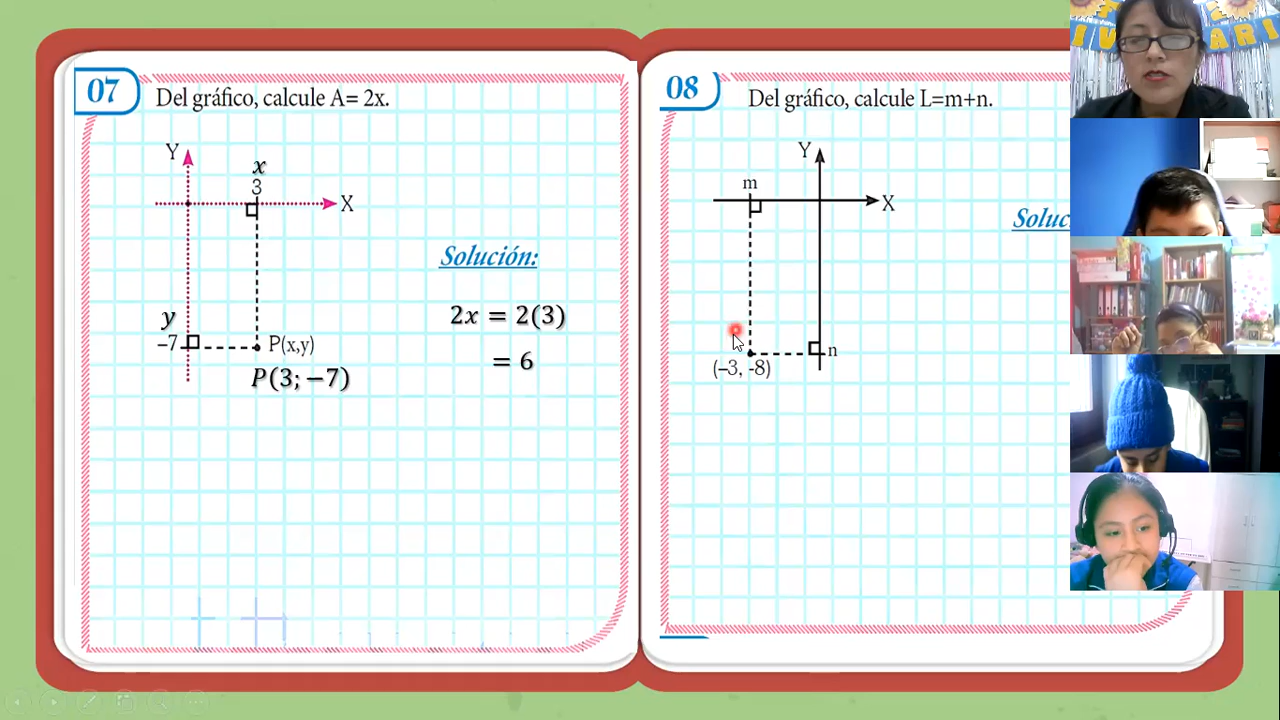 07
Del gráfico, calcule A= 2x.
Y
x
3
X
Solución:
2x = 2(3)
= 6
y
–7
P(x,y)
P(3; −7)
08
Del gráfico, calcule L=m+n.
Y
m
X
n
(–3, -8)